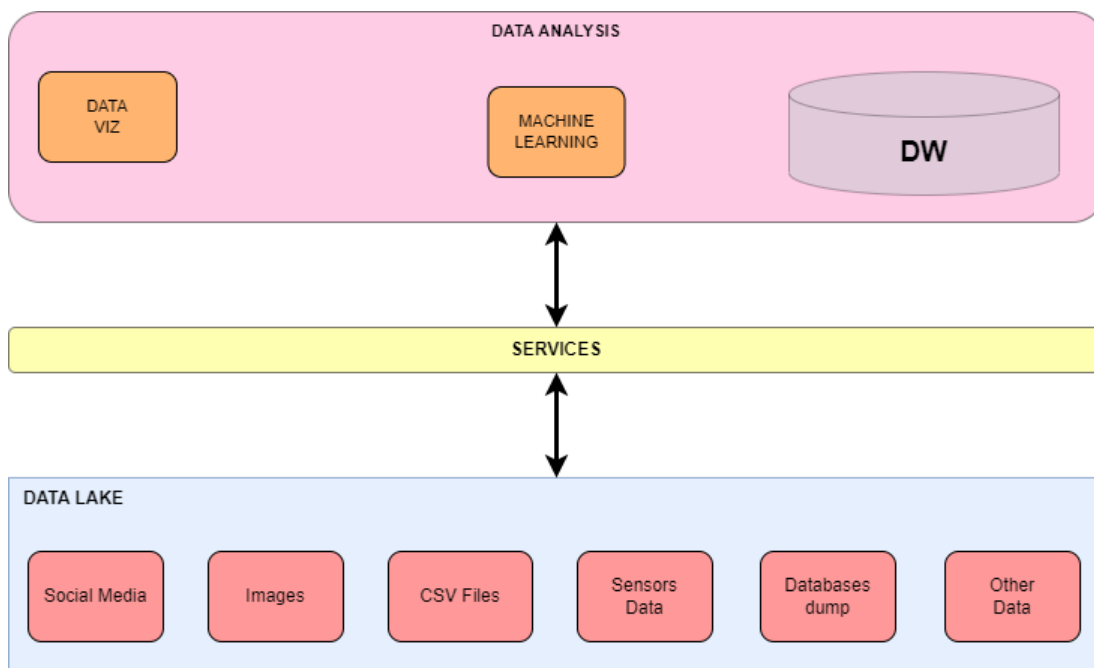 DATA ANALYSIS
DATA
VIZ
MACHINE
LEARNING
DW
SERVICES
DATA LAKE
Social Media
Images
CSV Files
Sensors
Data
Databases
dump
Other
Data